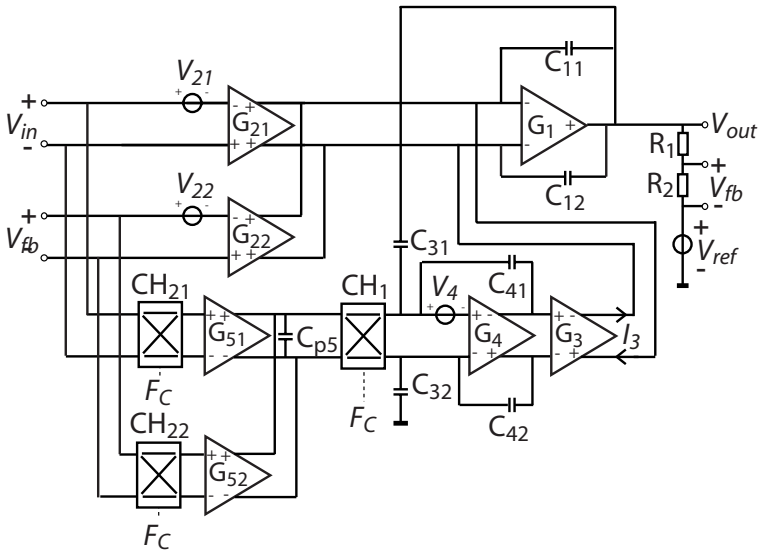 C11
V21
+ -
+
Vin
-
- +
G21
+ +
-
G1 +
-
Vout
R1
+
R2 Vfb
-
C12
V22
+ -
+
Vfb
-
- +
G22
+ +
C31
+
Vref
-
CH21
CH1
C41
V4
+ -
+ +
G51
- -
Cp5
+ -
G4
- +
+ -
G3
- +
I3
FC
C32
FC
C42
CH22
+ +
G52
- -
FC